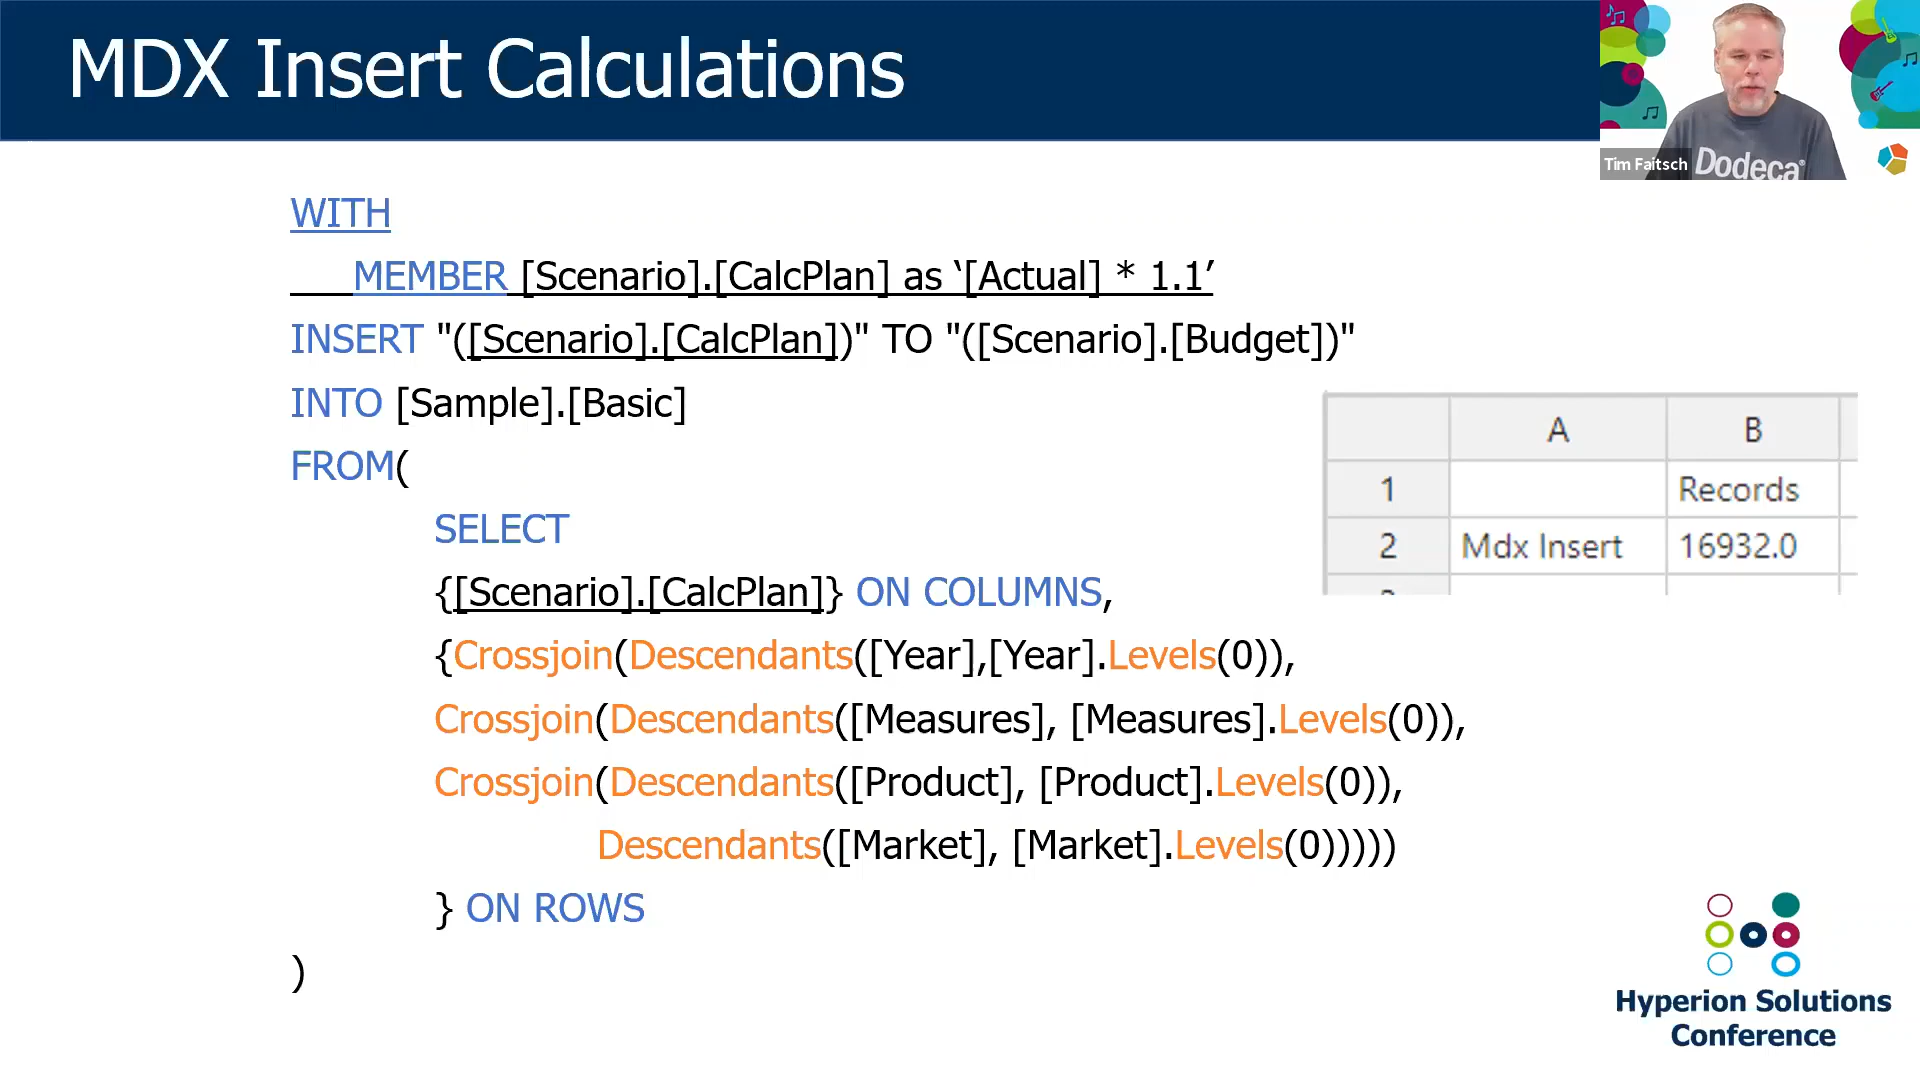 MDX Insert Calculations
Tim Faitsch
Dodeca
WITH
MEMBER [Scenario].[CalcPlan] as ‘[Actual] * 1.1’
INSERT "([Scenario].[CalcPlan])" TO "([Scenario].[Budget])"
INTO [Sample].[Basic]
FROM(
SELECT
{[Scenario].[CalcPlan]} ON COLUMNS,
{Crossjoin(Descendants([Year],[Year].Levels(0)),
Crossjoin(Descendants([Measures], [Measures].Levels(0)),
Crossjoin(Descendants([Product], [Product].Levels(0)),
Descendants([Market], [Market].Levels(0)))))
} ON ROWS
)
A B
1 Records
2 Mdx Insert 16932.0
Hyperion Solutions
Conference